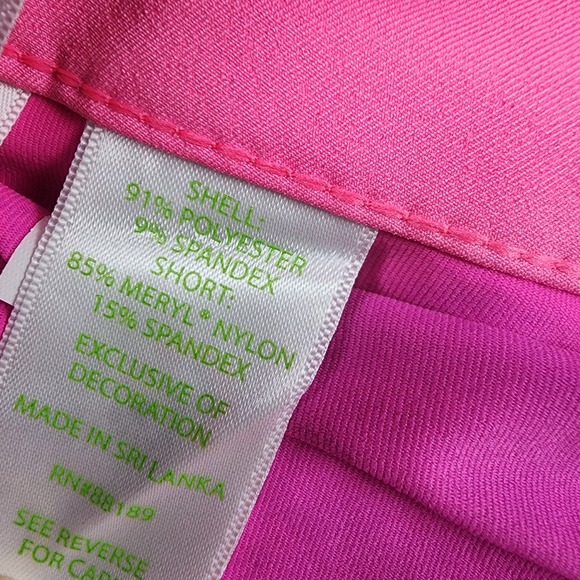 SHELL:
91% POLYESTER
9% SPANDEX
SHORT:
85% MERYL® NYLON
15% SPANDEX
EXCLUSIVE OF
DECORATION
MADE IN SRI LANKA
RN#88189
SEE REVERSE
FOR